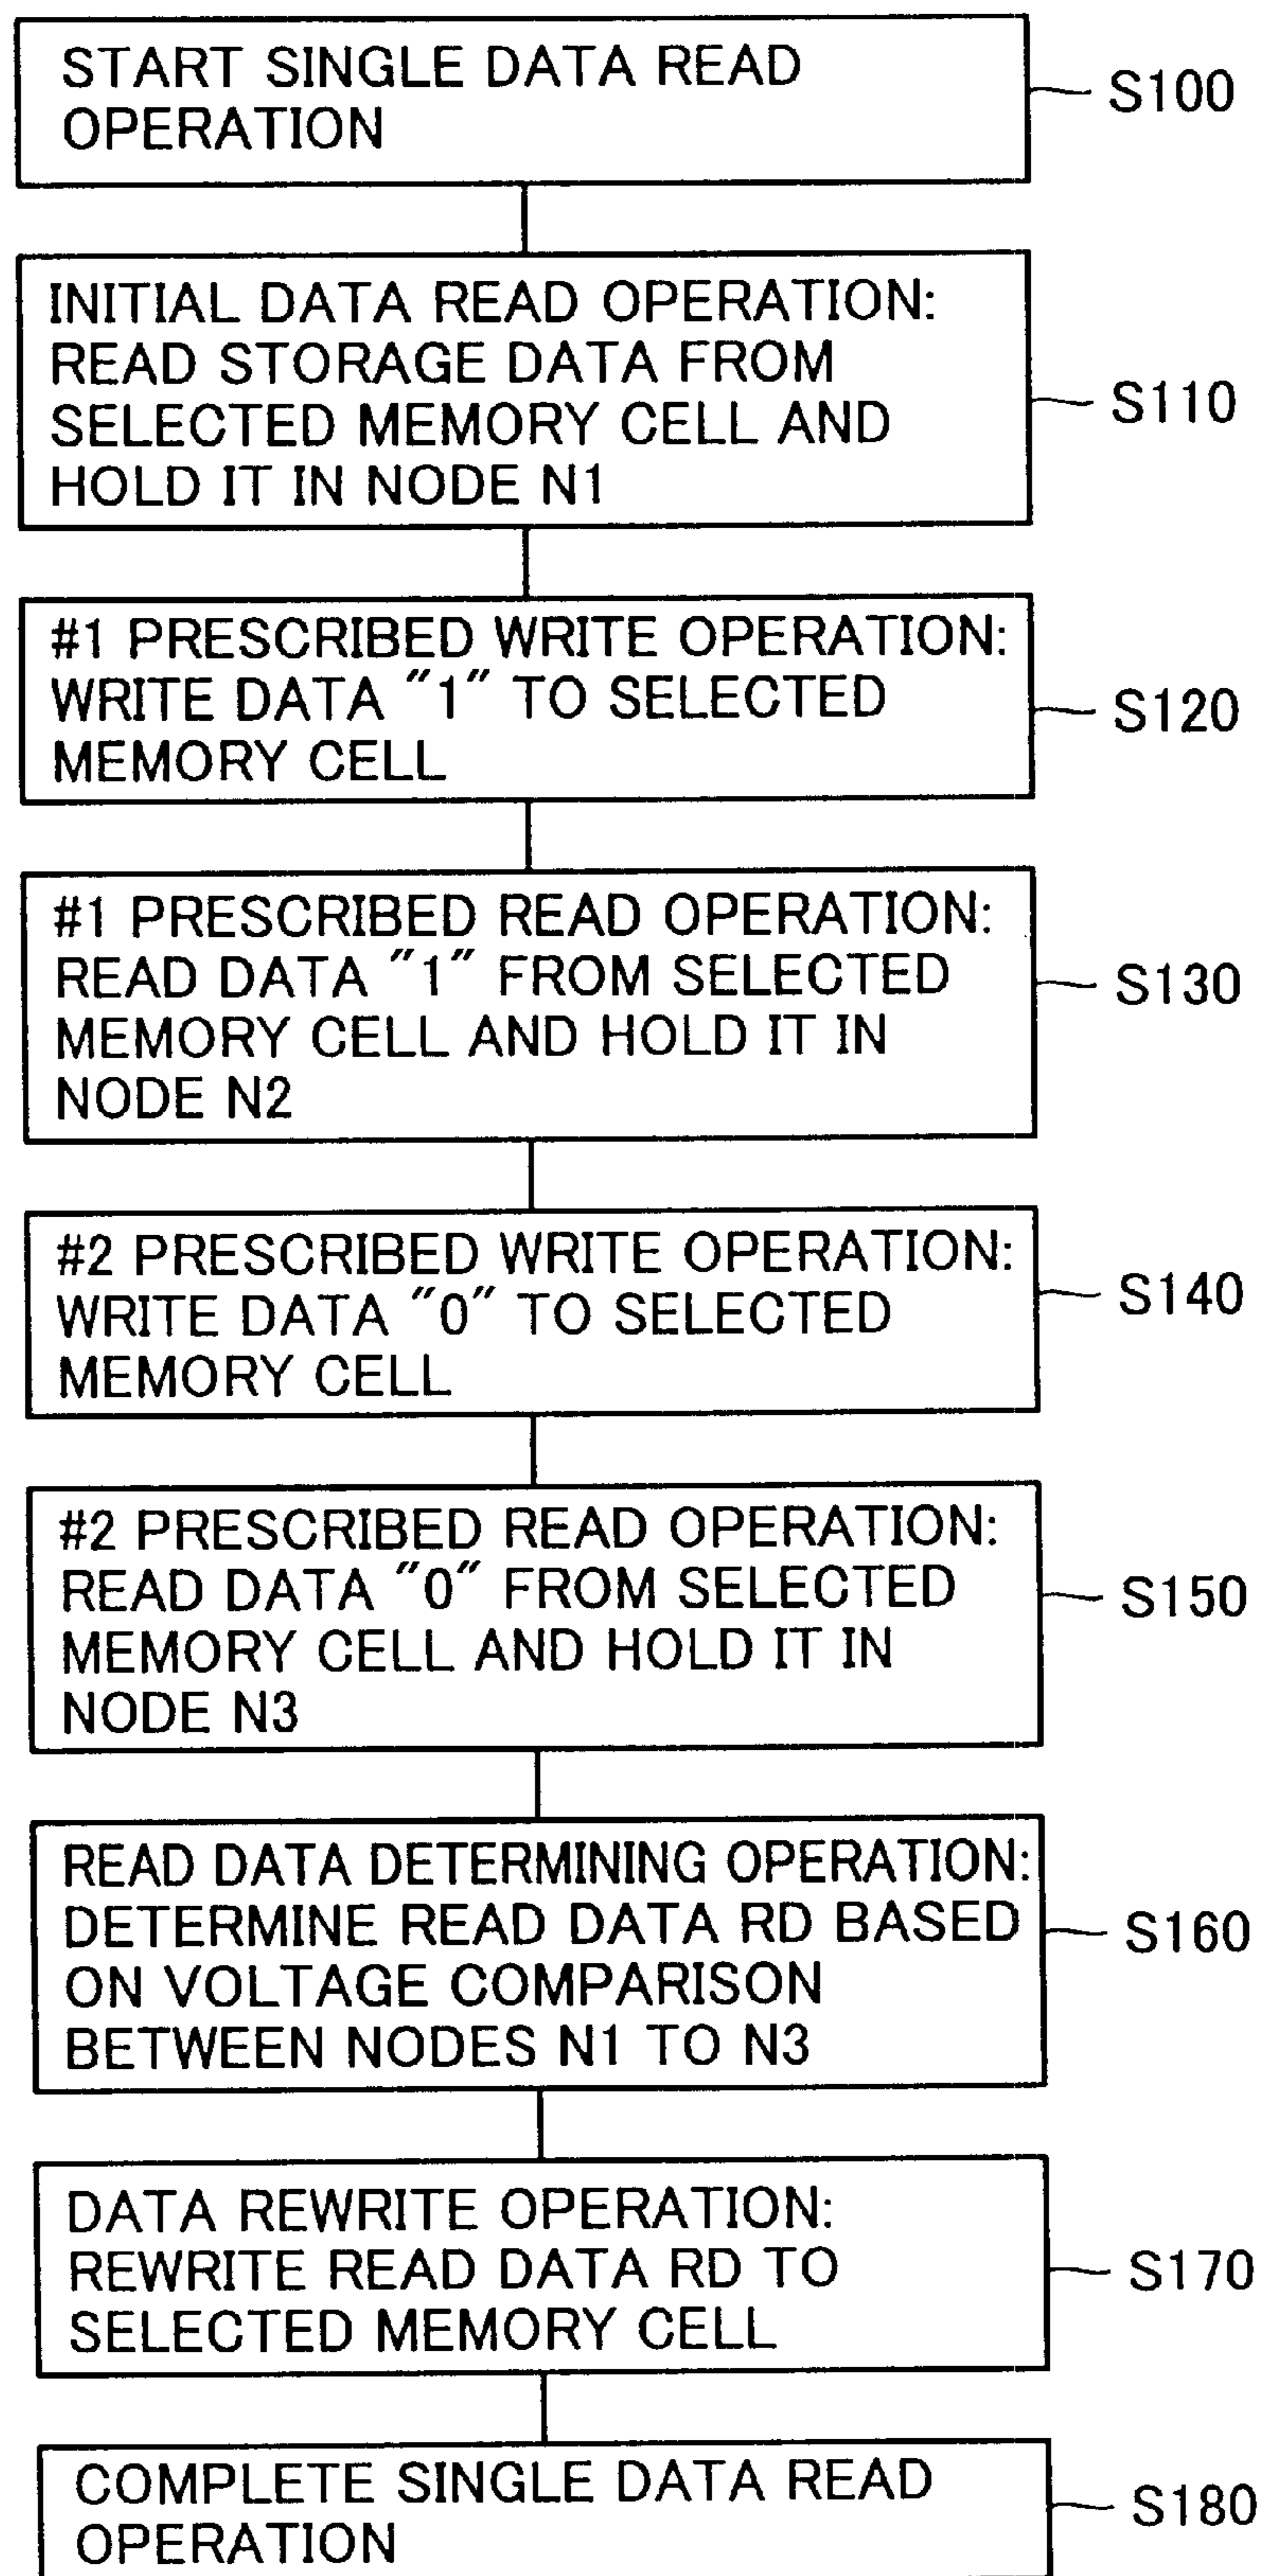 START SINGLE DATA READ
OPERATION
S100
INITIAL DATA READ OPERATION:
READ STORAGE DATA FROM
SELECTED MEMORY CELL AND
HOLD IT IN NODE N1
S110
#1 PRESCRIBED WRITE OPERATION:
WRITE DATA "1" TO SELECTED
MEMORY CELL
S120
#1 PRESCRIBED READ OPERATION:
READ DATA "1" FROM SELECTED
MEMORY CELL AND HOLD IT IN
NODE N2
S130
#2 PRESCRIBED WRITE OPERATION:
WRITE DATA "0" TO SELECTED
MEMORY CELL
S140
#2 PRESCRIBED READ OPERATION:
READ DATA "0" FROM SELECTED
MEMORY CELL AND HOLD IT IN
NODE N3
S150
READ DATA DETERMINING OPERATION:
DETERMINE READ DATA RD BASED
ON VOLTAGE COMPARISON
BETWEEN NODES N1 TO N3
S160
DATA REWRITE OPERATION:
REWRITE READ DATA RD TO
SELECTED MEMORY CELL
S170
COMPLETE SINGLE DATA READ
OPERATION
S180